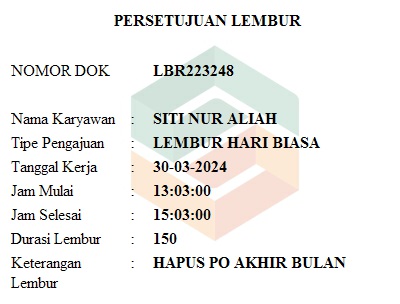 PERSETUJUAN LEMBUR
NOMOR DOK LBR223248
Nama Karyawan : SITI NUR ALIAH
Tipe Pengajuan : LEMBUR HARI BIASA
Tanggal Kerja : 30-03-2024
Jam Mulai : 13:03:00
Jam Selesai : 15:03:00
Durasi Lembur : 150
Keterangan : HAPUS PO AKHIR BULAN
Lembur